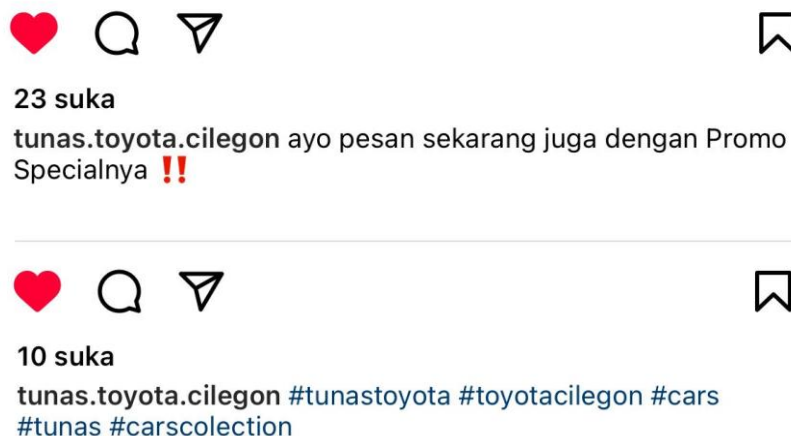 23 suka
tunas.toyota.cilegon ayo pesan sekarang juga dengan Promo
Specialnya ‼️
10 suka
tunas.toyota.cilegon #tunastoyota #toyotacilegon #cars
#tunas #carscolection